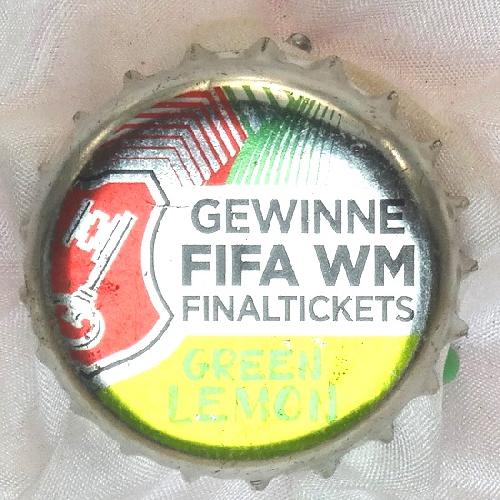 GEWINNE
FIFA WM
FINALTICKETS
GREEN
LEMON